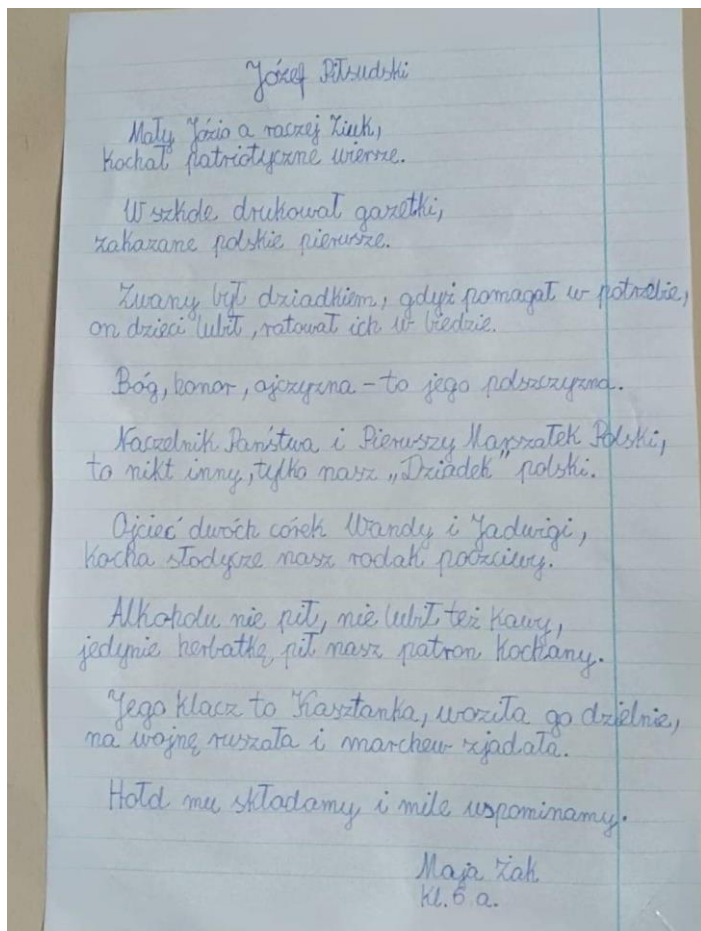 Józef Piłsudski
Mały Józio a raczej Ziuk,
kochał patriotyczne wiersze.
W szkole drukował gazetki,
zakazane polskie pierwsze.
Zwany był dziadkiem, gdyż pomagał w potrzebie,
on dzieci lubił, ratował ich w biedzie.
Bóg, honor, ojczyzna - to jego polszczyzna.
Naczelnik Państwa i Pierwszy Marszałek Polski,
to nikt inny, tylko nasz „Dziadek” polski.
Ojciec dwóch córek Wandy i Jadwigi,
kocha słodycze nasz rodak poczciwy.
Alkoholu nie pił, nie lubił też kawy,
jedynie herbatkę pił nasz patron kochany.
Jego klacz to Kasztanka, woziła go dzielnie,
na wojnę ruszała i marchew zjadała.
Hołd mu składamy i mile wspominamy.
Maja Żak
kl. 6 a.